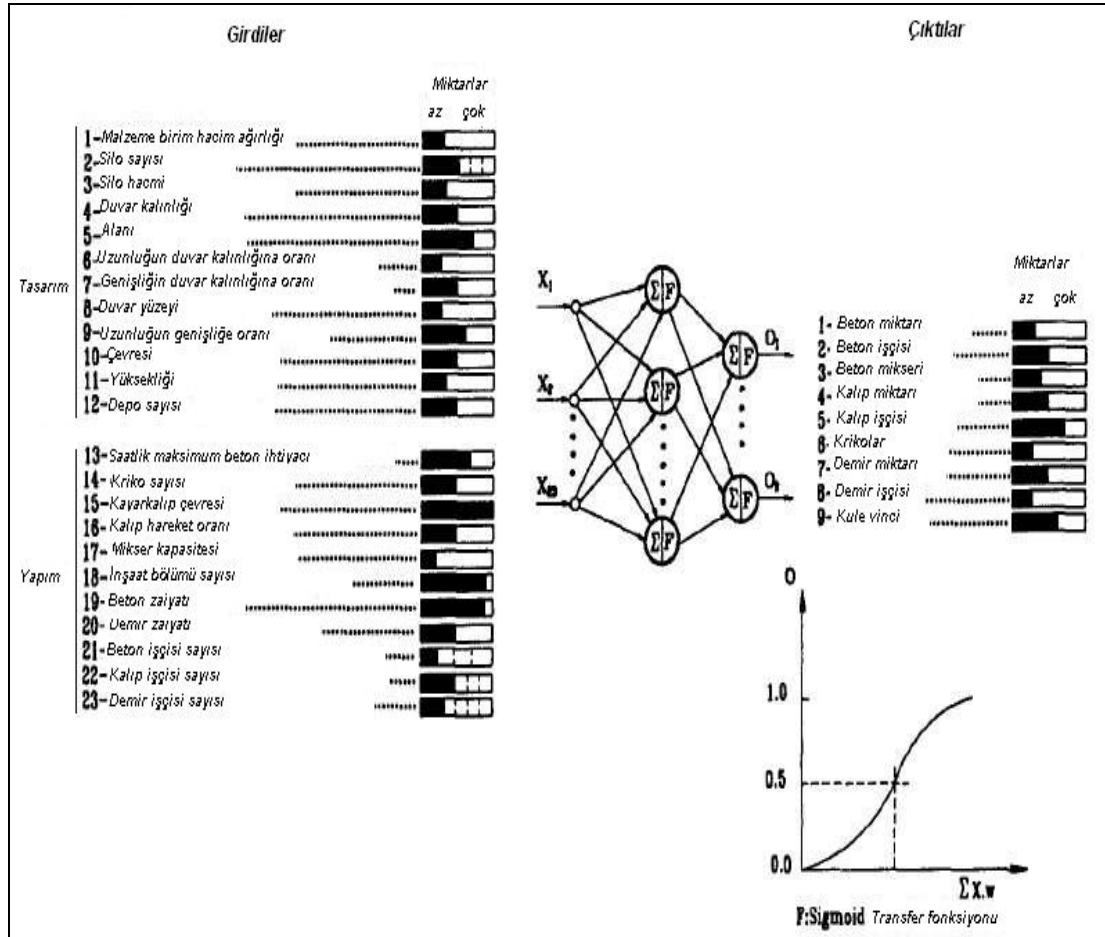 Girdiler
Çıktılar
Miktarlar
az çok
Tasarım
1-Malzeme birim hacim ağırlığı
2-Silo sayısı
3-Silo hacmi
4-Duvar kalınlığı
5-Alanı
6-Uzunluğun duvar kalınlığına oranı
7-Genişliğin duvar kalınlığına oranı
8-Duvar yüzeyi
9-Uzunluğun genişliğe oranı
10-Çevresi
11-Yüksekliği
12-Depo sayısı
Yapım
13-Saatlik maksimum beton ihtiyacı
14-Kriko sayısı
15-Kayarkalıp çevresi
16-Kalıp hareket oranı
17-Mikser kapasitesi
18-İnşaat bölümü sayısı
19-Beton zaiyatı
20-Demir zaiyatı
21-Beton işçisi sayısı
22-Kalıp işçisi sayısı
23-Demir işçisi sayısı
X1
X2
X23
Σ F
Σ F
Σ F
Σ F
Σ F
O1
O9
Miktarlar
az çok
1- Beton miktarı
2- Beton işçisi
3- Beton mikseri
4- Kalıp miktarı
5- Kalıp işçisi
6- Krikolar
7- Demir miktarı
8- Demir işçisi
9- Kule vinci
O
1.0
0.5
0.0
Σ X.w
F:Sigmoid Transfer fonksiyonu